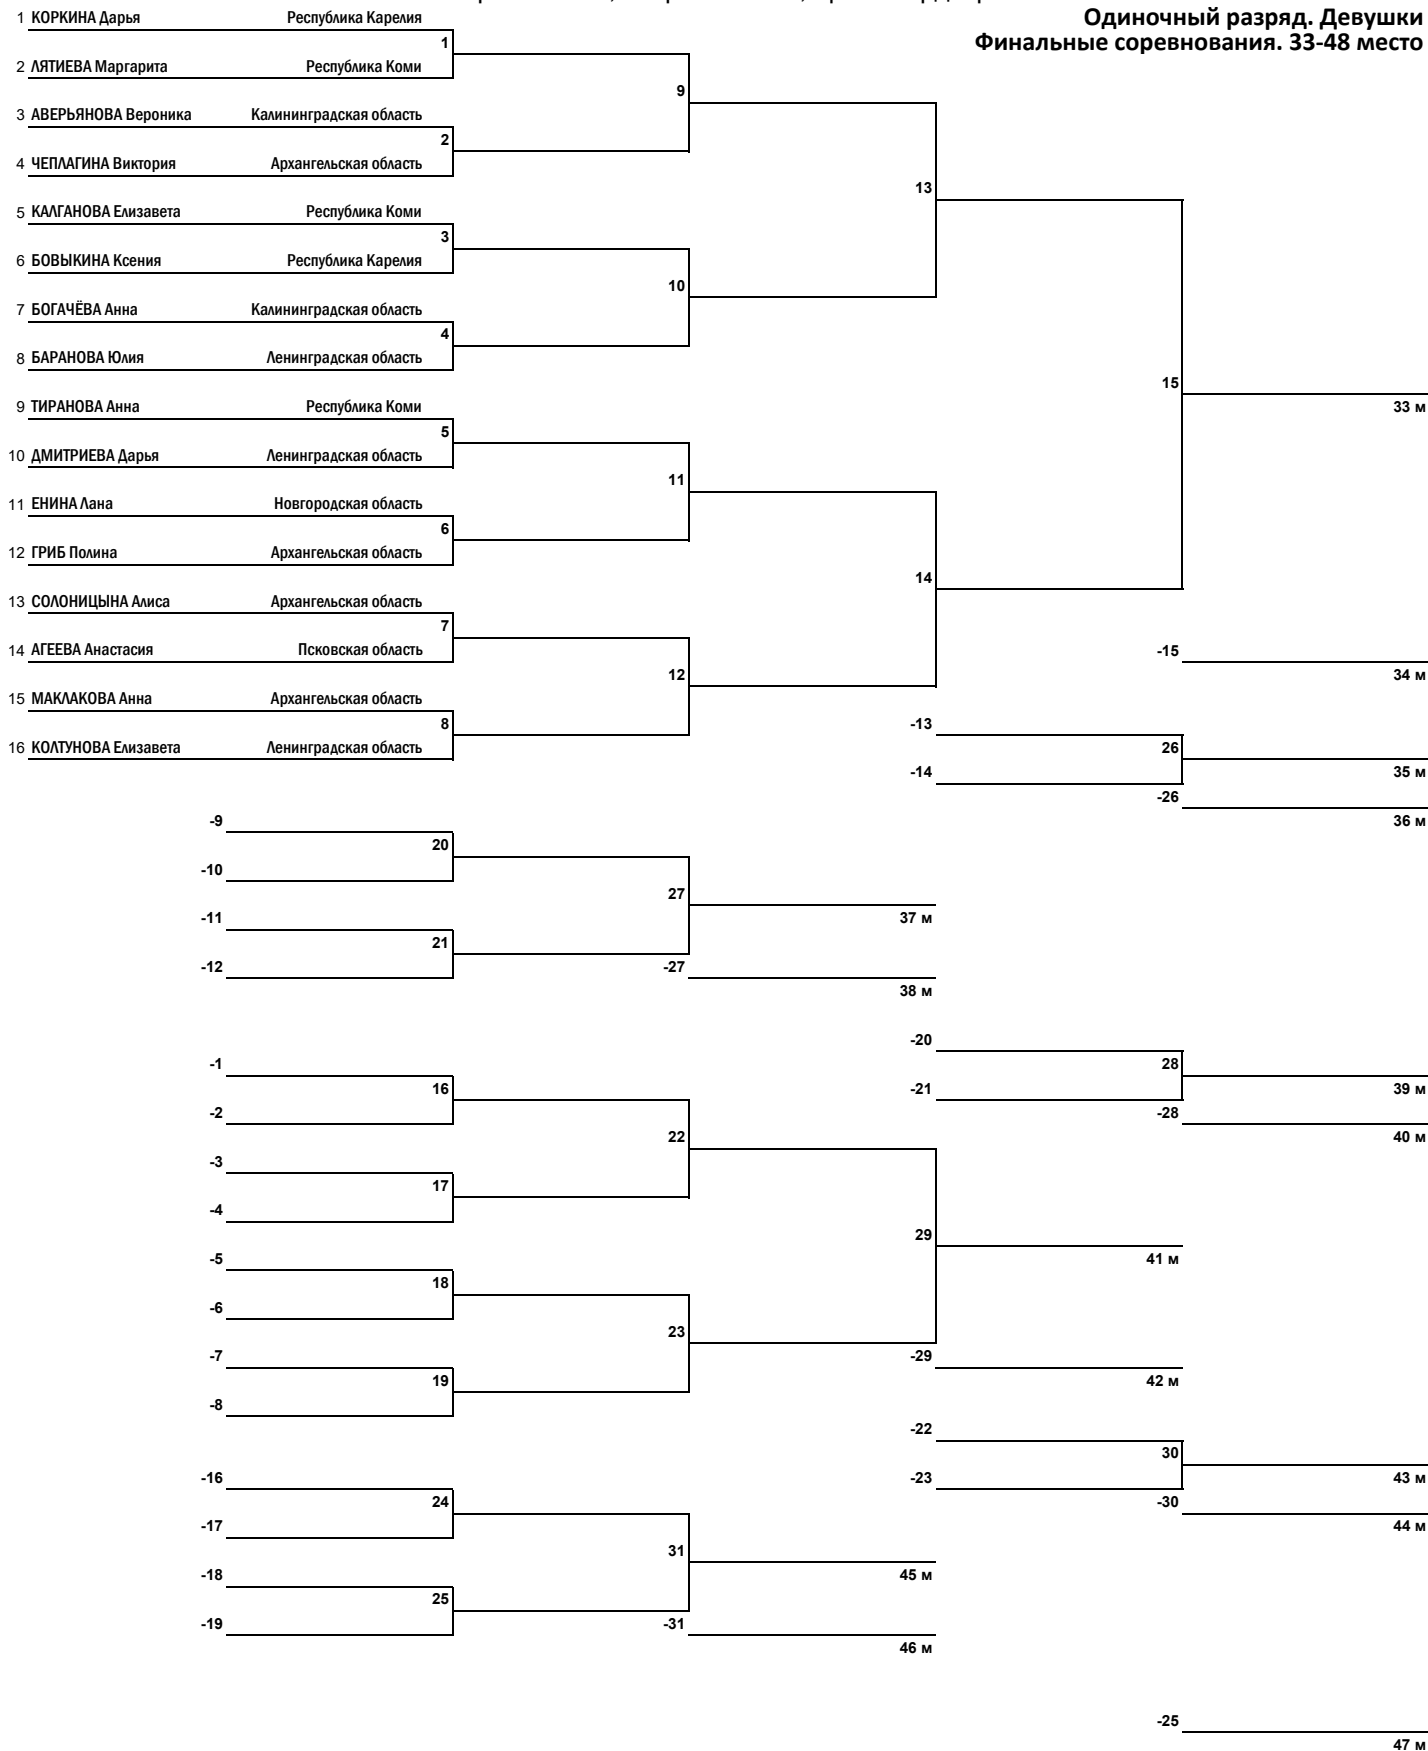 Одиночный разряд. Девушки
Финальные соревнования. 33-48 место
1 КОРКИНА Дарья Республика Карелия
1
2 ЛЯТИЕВА Маргарита Республика Коми
9
3 АВЕРЬЯНОВА Вероника Калининградская область
2
4 ЧЕПЛАГИНА Виктория Архангельская область
13
5 КАЛГАНОВА Елизавета Республика Коми
3
6 БОВЫКИНА Ксения Республика Карелия
10
7 БОГАЧЁВА Анна Калининградская область
4
8 БАРАНОВА Юлия Ленинградская область
15
9 ТИРАНОВА Анна Республика Коми 33 м
5
10 ДМИТРИЕВА Дарья Ленинградская область
11
11 ЕНИНА Лана Новгородская область
6
12 ГРИБ Полина Архангельская область
14
13 СОЛОНИЦЫНА Алиса Архангельская область
7
14 АГЕЕВА Анастасия Псковская область -15
12 34 м
15 МАКЛАКОВА Анна Архангельская область
8 -13
16 КОЛТУНОВА Елизавета Ленинградская область 26
-14 35 м
-26
-9 36 м
20
-10
27
-11 37 м
21
-12 -27
38 м
-20
-1 28
16 -21 39 м
-2 -28
22 40 м
-3
17
-4
29
-5 41 м
18
-6
23
-7 -29
19 42 м
-8
-22
30
-16 -23 43 м
24 -30
-17 44 м
31
-18 45 м
25
-19 -31
46 м
-25
47 м